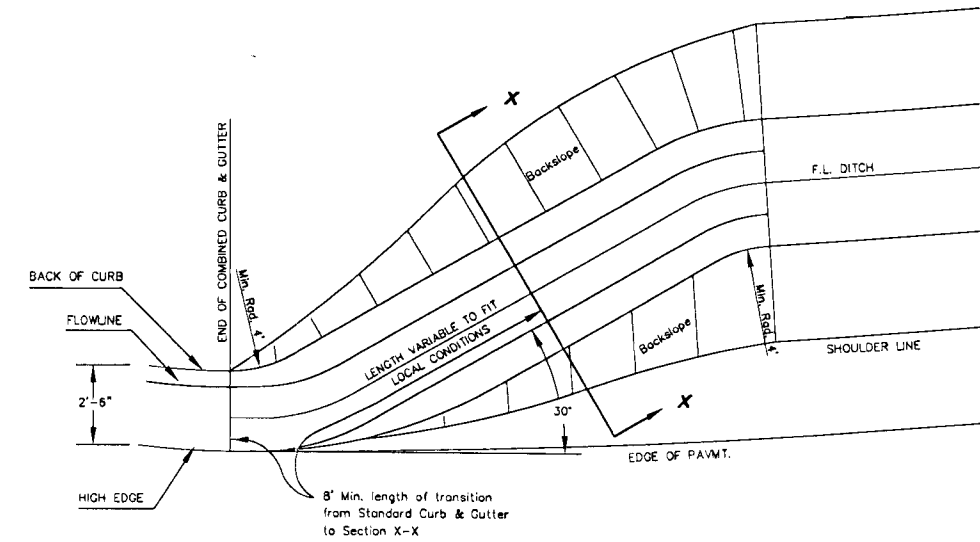 X
END OF COMBINED CURB & GUTTER
Backslope
F.L. DITCH
BACK OF CURB
Min. Rad. 4'
FLOWLINE
LENGTH VARIABLE TO FIT
LOCAL CONDITIONS
Backslope
Min. Rad. 4'
SHOULDER LINE
2'-6"
30°
X
EDGE OF PAVMT.
HIGH EDGE
8' Min. length of transition
from Standard Curb & Gutter
to Section X-X